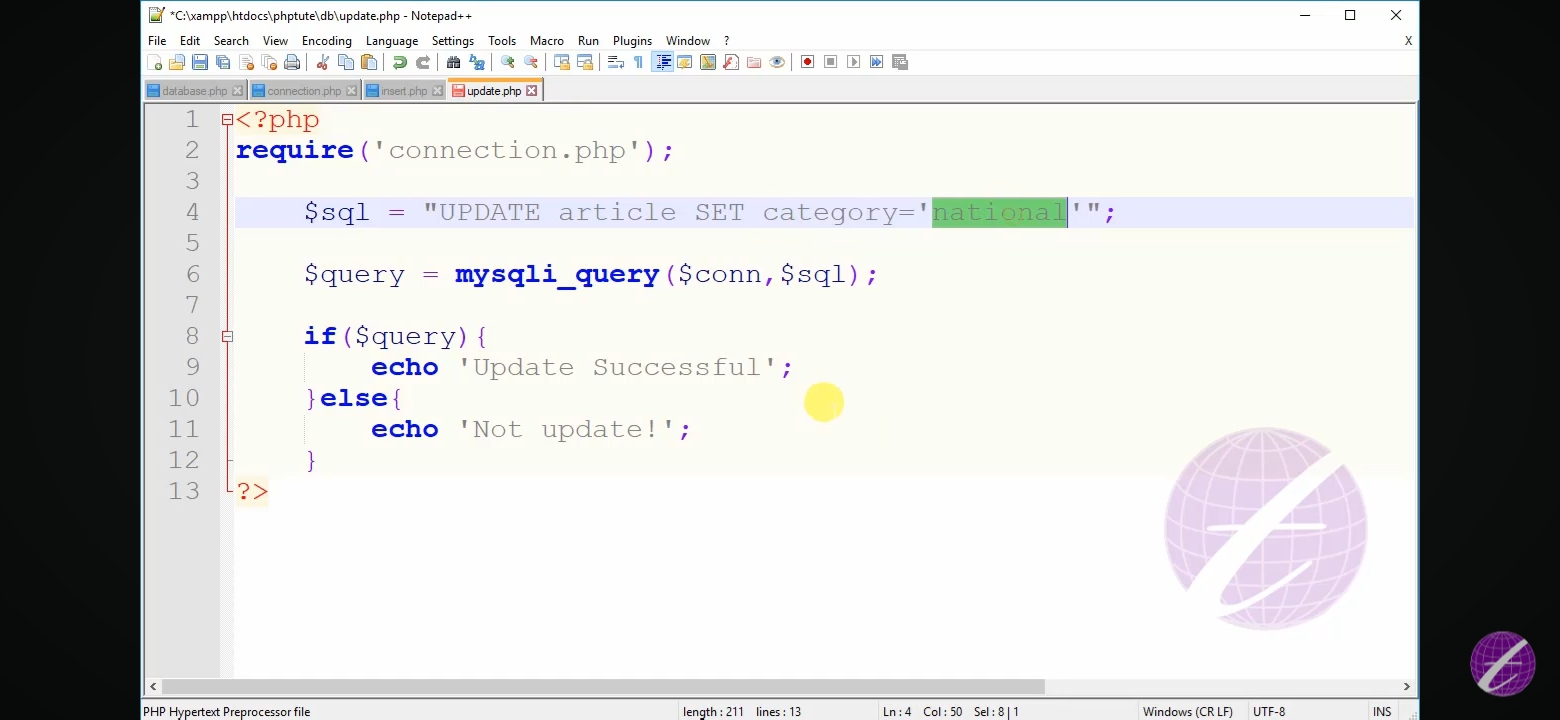 *C:\xampp\htdocs\phptute\db\update.php - Notepad++
File Edit Search View Encoding Language Settings Tools Macro Run Plugins Window ? X
database.php connection.php insert.php update.php
1 <?php
2 require('connection.php');
3
4 $sql = "UPDATE article SET category='national'";
5
6 $query = mysqli_query($conn,$sql);
7
8 if($query){
9 echo 'Update Successful';
10 }else{
11 echo 'Not update!';
12 }
13 ?>
PHP Hypertext Preprocessor file length : 211 lines : 13 Ln : 4 Col : 50 Sel : 8 | 1 Windows (CR LF) UTF-8 INS